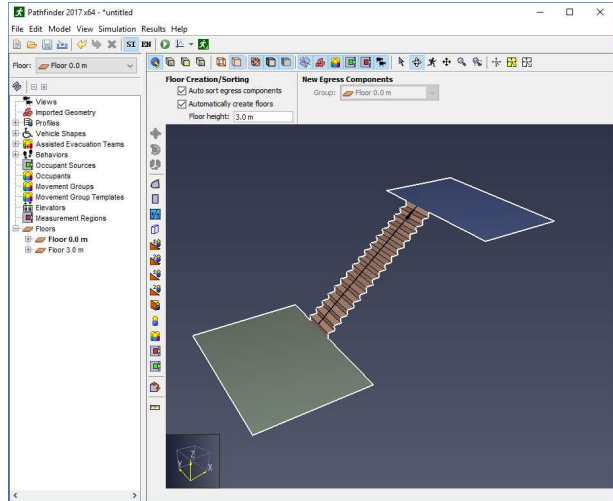 Pathfinder 2017 x64 - *untitled
File Edit Model View Simulation Results Help
SI EN
Floor: Floor 0.0 m
Floor Creation/Sorting
New Egress Components
Auto sort egress components
Group: Floor 0.0 m
Automatically create floors
Floor height: 3.0 m
Views
Imported Geometry
Profiles
Vehicle Shapes
Assisted Evacuation Teams
Behaviors
Occupant Sources
Occupants
Movement Groups
Movement Group Templates
Elevators
Measurement Regions
Floors
Floor 0.0 m
Floor 3.0 m
Z
Y
X